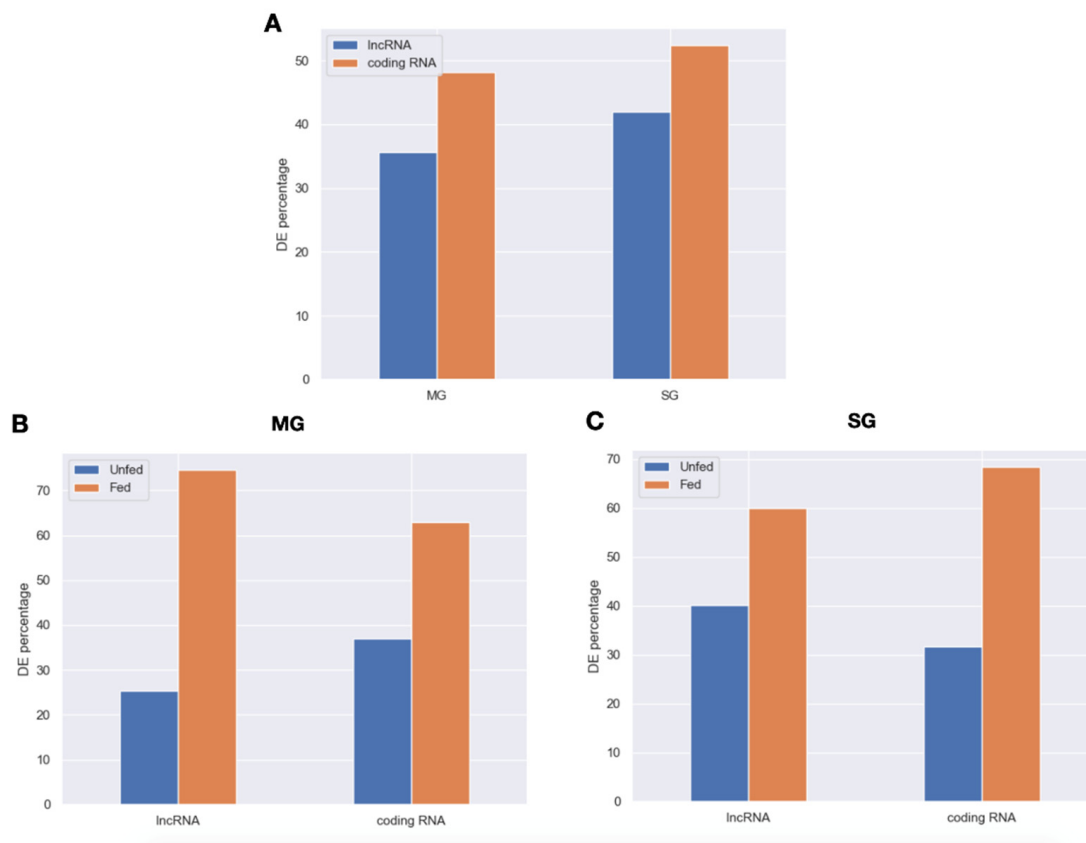 A
lncRNA
coding RNA
DE percentage
50
40
30
20
10
0
MG
SG
B
MG
Unfed
Fed
DE percentage
70
60
50
40
30
20
10
0
lncRNA
coding RNA
C
SG
Unfed
Fed
DE percentage
70
60
50
40
30
20
10
0
lncRNA
coding RNA